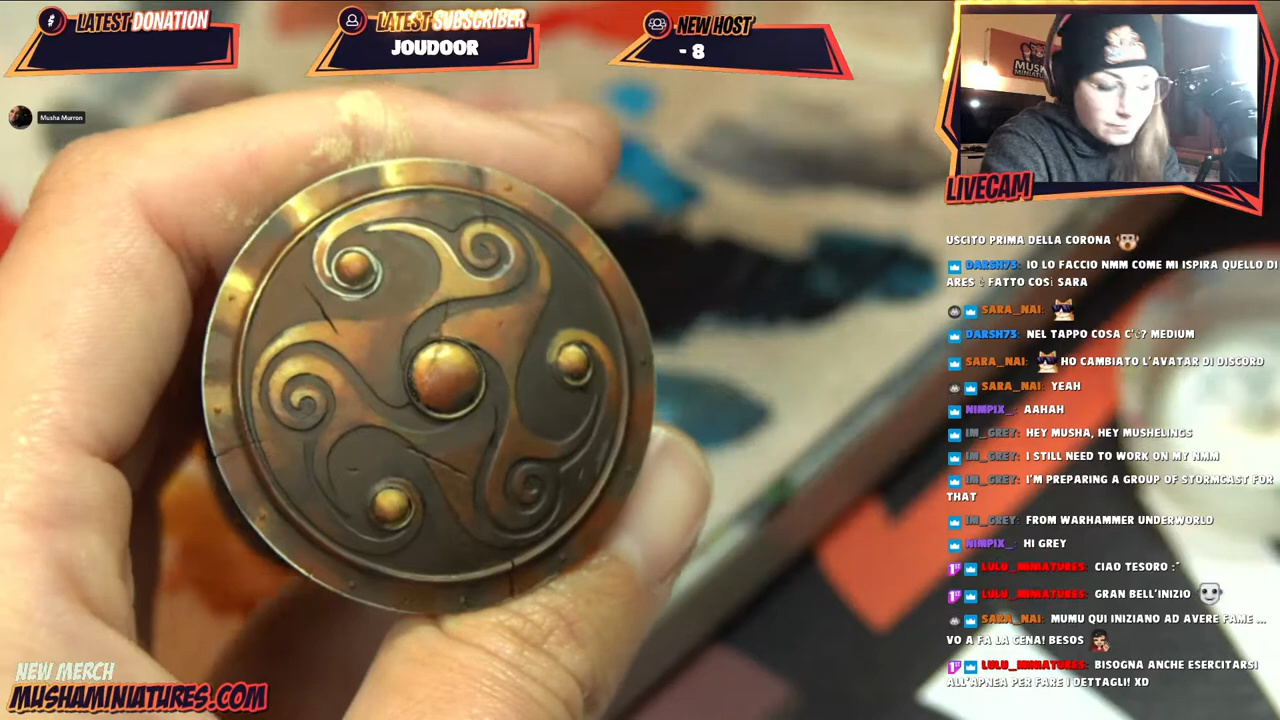 LATEST DONATION
LATEST SUBSCRIBER
JOUDOOR
NEW HOST
- 8
Musha Murron
MUSHA
LIVECAM
USCITO PRIMA DELLA CORONA
DARSH73: IO LO FACCIO NMM COME MI ISPIRA QUELLO DI
ARES È FATTO COSÌ SARA
SARA_NAI:
DARSH73: NEL TAPPO COSA C'È? MEDIUM
SARA_NAI: HO CAMBIATO L'AVATAR DI DISCORD
SARA_NAI: YEAH
NIMPIX_: AAHAH
IM_GREY: HEY MUSHA, HEY MUSHELINGS
IM_GREY: I STILL NEED TO WORK ON MY NMM
IM_GREY: I'M PREPARING A GROUP OF STORMCAST FOR
THAT
IM_GREY: FROM WARHAMMER UNDERWORLD
NIMPIX_: HI GREY
LULU_MINIATURES: CIAO TESORO :*
LULU_MINIATURES: GRAN BELL'INIZIO
SARA_NAI: MUMU QUI INIZIANO AD AVERE FAME ...
VO A FA LA CENA! BESOS
LULU_MINIATURES: BISOGNA ANCHE ESERCITARSI
ALL'APNEA PER FARE I DETTAGLI! XD
NEW MERCH
MUSHAMINIATURES.COM